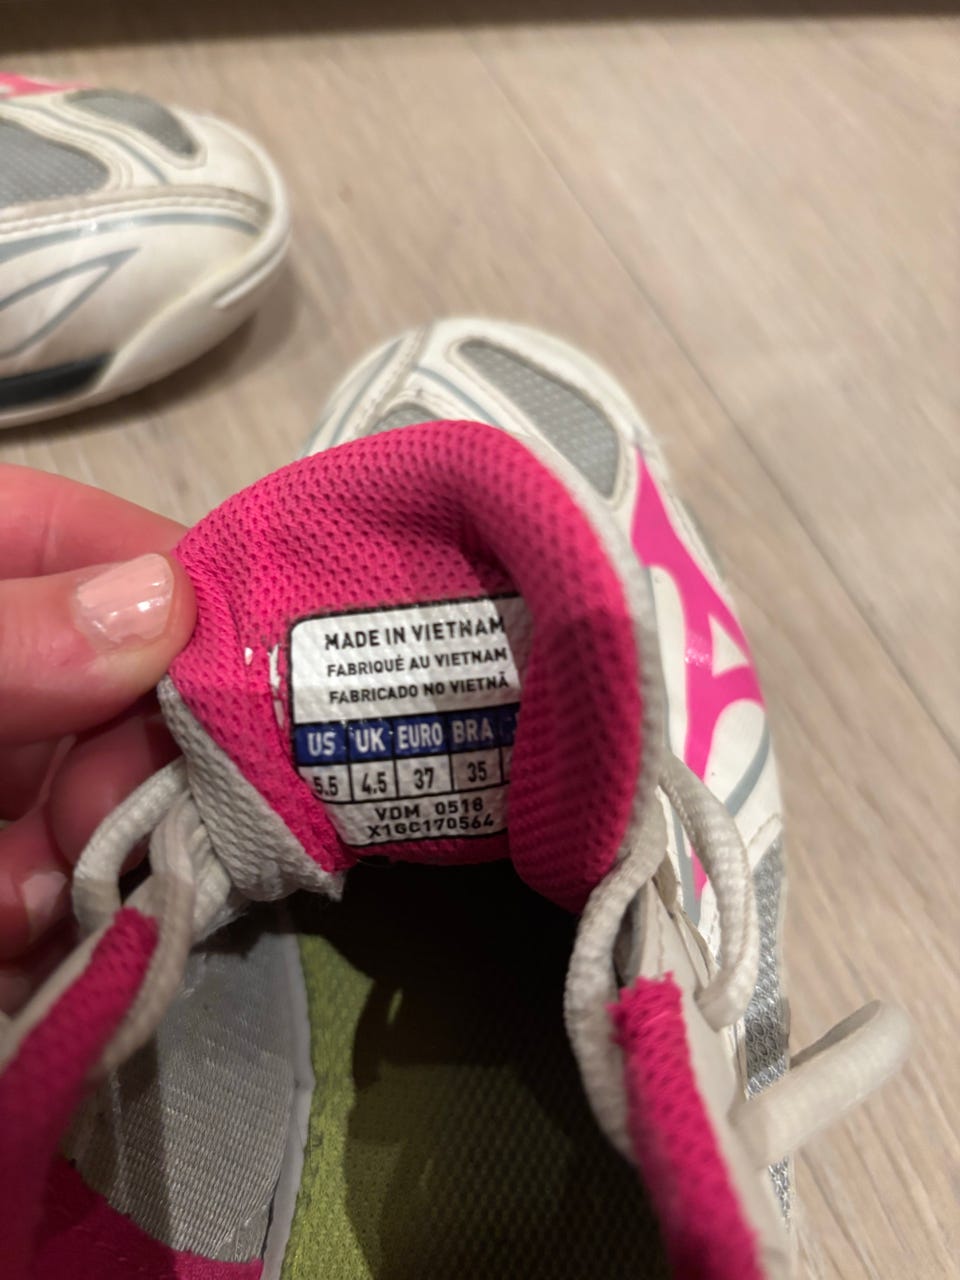 MADE IN VIETNAM
FABRIQUÉ AU VIETNAM
FABRICADO NO VIETNÃ
US UK EURO BRA
5.5 4.5 37 35
VDM 0518
X1GC170564